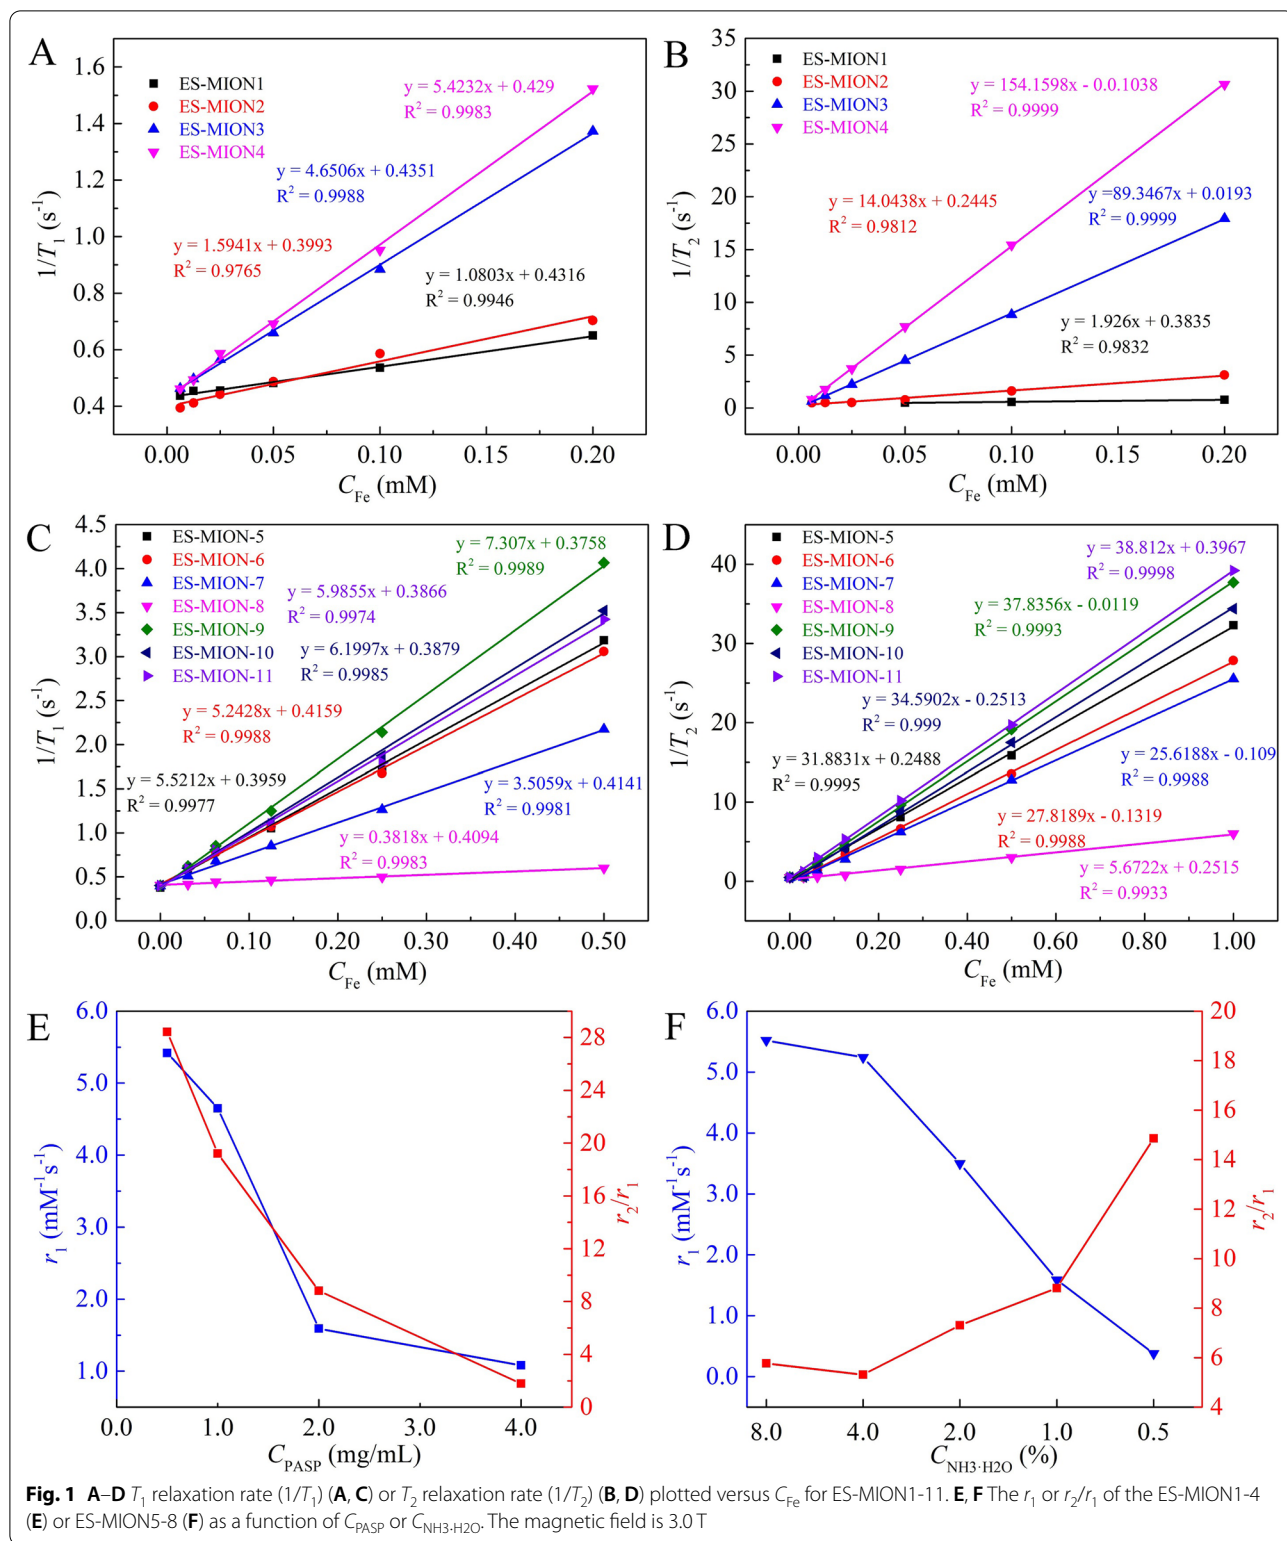 A
ES-MION1
ES-MION2
ES-MION3
ES-MION4
y = 5.4232x + 0.429
R² = 0.9983
y = 4.6506x + 0.4351
R² = 0.9988
y = 1.5941x + 0.3993
R² = 0.9765
y = 1.0803x + 0.4316
R² = 0.9946
1/T₁ (s⁻¹)
1.6
1.4
1.2
1.0
0.8
0.6
0.4
0.00 0.05 0.10 0.15 0.20
C_Fe (mM)
B
ES-MION1
ES-MION2
ES-MION3
ES-MION4
y = 154.1598x - 0.0.1038
R² = 0.9999
y = 14.0438x + 0.2445
R² = 0.9812
y =89.3467x + 0.0193
R² = 0.9999
y = 1.926x + 0.3835
R² = 0.9832
1/T₂ (s⁻¹)
35
30
25
20
15
10
5
0
0.00 0.05 0.10 0.15 0.20
C_Fe (mM)
C
ES-MION-5
ES-MION-6
ES-MION-7
ES-MION-8
ES-MION-9
ES-MION-10
ES-MION-11
y = 7.307x + 0.3758
R² = 0.9989
y = 5.9855x + 0.3866
R² = 0.9974
y = 6.1997x + 0.3879
R² = 0.9985
y = 5.2428x + 0.4159
R² = 0.9988
y = 5.5212x + 0.3959
R² = 0.9977
y = 3.5059x + 0.4141
R² = 0.9981
y = 0.3818x + 0.4094
R² = 0.9983
1/T₁ (s⁻¹)
4.5
4.0
3.5
3.0
2.5
2.0
1.5
1.0
0.5
0.0
0.00 0.10 0.20 0.30 0.40 0.50
C_Fe (mM)
D
ES-MION-5
ES-MION-6
ES-MION-7
ES-MION-8
ES-MION-9
ES-MION-10
ES-MION-11
y = 38.812x + 0.3967
R² = 0.9998
y = 37.8356x - 0.0119
R² = 0.9993
y = 34.5902x - 0.2513
R² = 0.999
y = 31.8831x + 0.2488
R² = 0.9995
y = 25.6188x - 0.109
R² = 0.9988
y = 27.8189x - 0.1319
R² = 0.9988
y = 5.6722x + 0.2515
R² = 0.9933
1/T₂ (s⁻¹)
40
30
20
10
0
0.00 0.20 0.40 0.60 0.80 1.00
C_Fe (mM)
E
r₁ (mM⁻¹s⁻¹)
6.0
5.0
4.0
3.0
2.0
1.0
r₂/r₁
28
24
20
16
12
8
4
0
0.0 1.0 2.0 3.0 4.0
C_PASP (mg/mL)
F
r₁ (mM⁻¹s⁻¹)
6.0
5.0
4.0
3.0
2.0
1.0
0.0
r₂/r₁
20
18
16
14
12
10
8
6
4
8.0 4.0 2.0 1.0 0.5
C_NH3·H2O (%)
Fig. 1 A–D T₁ relaxation rate (1/T₁) (A, C) or T₂ relaxation rate (1/T₂) (B, D) plotted versus C_Fe for ES-MION1-11. E, F The r₁ or r₂/r₁ of the ES-MION1-4
(E) or ES-MION5-8 (F) as a function of C_PASP or C_NH3·H2O. The magnetic field is 3.0 T